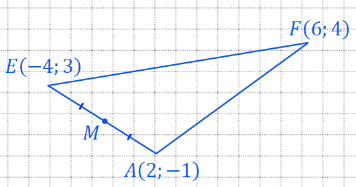 F(6; 4)
E(−4; 3)
M
A(2; −1)